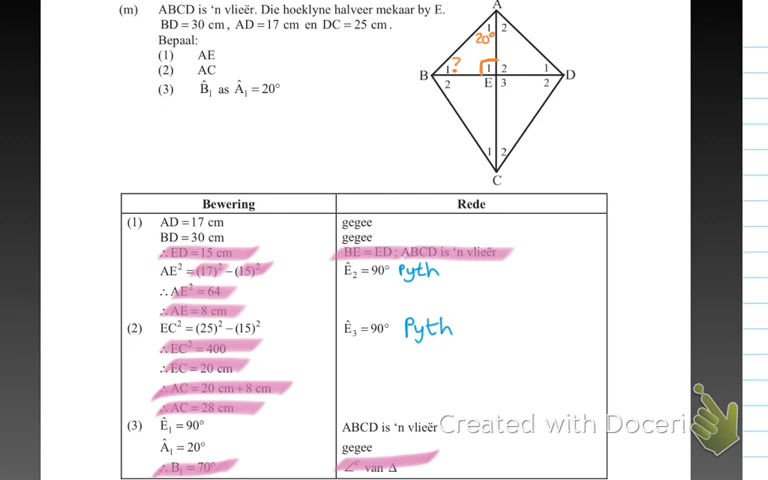 (m) ABCD is 'n vlieër. Die hoeklyne halveer mekaar by E.
BD = 30 cm, AD = 17 cm en DC = 25 cm.
Bepaal:
(1) AE
(2) AC
(3) B̂₁ as Â₁ = 20°
A
1 2
20°
B 1 ? 1 2 1 D
2 E 3 2
1 2
C
Bewering Rede
(1) AD = 17 cm gegee
BD = 30 cm gegee
∴ ED = 15 cm BE = ED ; ABCD is 'n vlieër
AE² = (17)² – (15)² Ê₂ = 90° Pyth
∴ AE² = 64
∴ AE = 8 cm
(2) EC² = (25)² – (15)² Ê₃ = 90° Pyth
∴ EC² = 400
∴ EC = 20 cm
∴ AC = 20 cm + 8 cm
∴ AC = 28 cm
(3) Ê₁ = 90° ABCD is 'n vlieër
Â₁ = 20° gegee
∴ B₁ = 70° ∠ᵉ van Δ
Created with Doceri